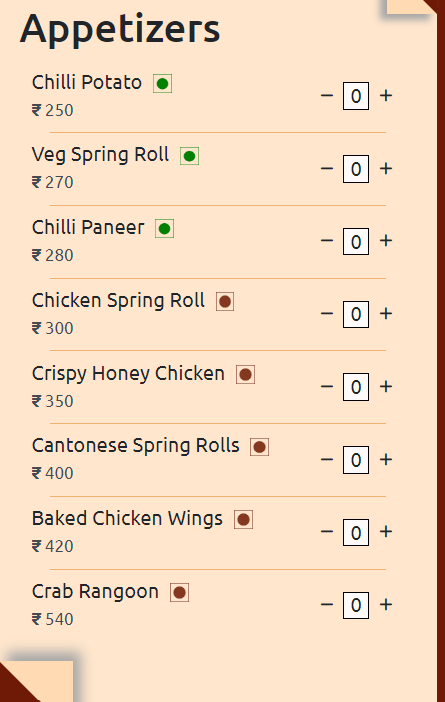 Appetizers
Chilli Potato
₹ 250
− 0 +
Veg Spring Roll
₹ 270
− 0 +
Chilli Paneer
₹ 280
− 0 +
Chicken Spring Roll
₹ 300
− 0 +
Crispy Honey Chicken
₹ 350
− 0 +
Cantonese Spring Rolls
₹ 400
− 0 +
Baked Chicken Wings
₹ 420
− 0 +
Crab Rangoon
₹ 540
− 0 +